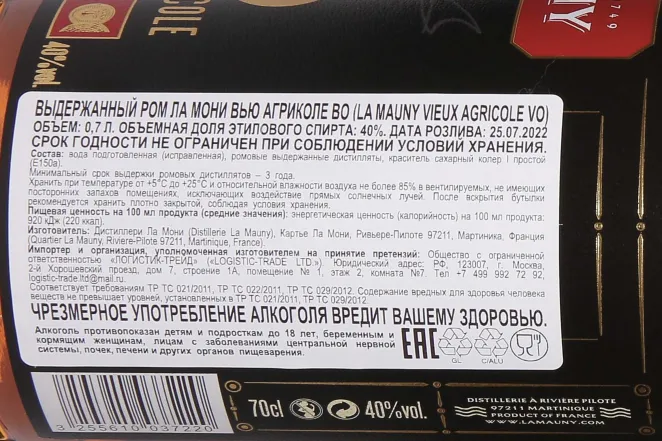 1749
NY
COLE
40%vol.
ВЫДЕРЖАННЫЙ РОМ ЛА МОНИ ВЬЮ АГРИКОЛЕ ВО (LA MAUNY VIEUX AGRICOLE VO)
ОБЪЕМ: 0,7 Л. ОБЪЕМНАЯ ДОЛЯ ЭТИЛОВОГО СПИРТА: 40%. ДАТА РОЗЛИВА: 25.07.2022
СРОК ГОДНОСТИ НЕ ОГРАНИЧЕН ПРИ СОБЛЮДЕНИИ УСЛОВИЙ ХРАНЕНИЯ.
Состав: вода подготовленная (исправленная), ромовые выдержанные дистилляты, краситель сахарный колер I простой
(Е150а).
Минимальный срок выдержки ромовых дистиллятов – 3 года.
Хранить при температуре от +5°С до +25°С и относительной влажности воздуха не более 85% в вентилируемых, не имеющих
посторонних запахов помещениях, исключающих воздействие прямых солнечных лучей. После вскрытия бутылки
рекомендуется хранить плотно закрытой, соблюдая условия хранения.
Пищевая ценность на 100 мл продукта (средние значения): энергетическая ценность (калорийность) на 100 мл продукта:
920 кДж (220 ккал).
Изготовитель: Дистиллери Ла Мони (Distillerie La Mauny), Картье Ла Мони, Ривьере-Пилоте 97211, Мартиника, Франция
(Quartier La Mauny, Riviere-Pilote 97211, Martinique, France).
Импортер и организация, уполномоченная изготовителем на принятие претензий: Общество с ограниченной
ответственностью «ЛОГИСТИК-ТРЕЙД» («LOGISTIC-TRADE LTD.») Юридический адрес: РФ, 123007, г. Москва,
2-й Хорошевский проезд, дом 7, строение 1А, помещение № 1, этаж 2, комната №7. Тел +7 499 992 72 92,
logistic-trade.ltd@mail.ru.
Соответствует требованиям ТР ТС 021/2011, ТР ТС 022/2011, ТР ТС 029/2012. Содержание вредных для здоровья человека
веществ не превышает уровни, установленных в ТР ТС 021/2011, ТР ТС 029/2012.
ЧРЕЗМЕРНОЕ УПОТРЕБЛЕНИЕ АЛКОГОЛЯ ВРЕДИТ ВАШЕМУ ЗДОРОВЬЮ.
Алкоголь противопоказан детям и подросткам до 18 лет, беременным и
кормящим женщинам, лицам с заболеваниями центральной нервной
системы, почек, печени и других органов пищеварения.
EAC
GL
C/ALU
3 255610 037220
70cl
40%vol.
DISTILLERIE À RIVIÈRE PILOTE
97211 MARTINIQUE
PRODUCT OF FRANCE
WWW.LAMAUNY.COM